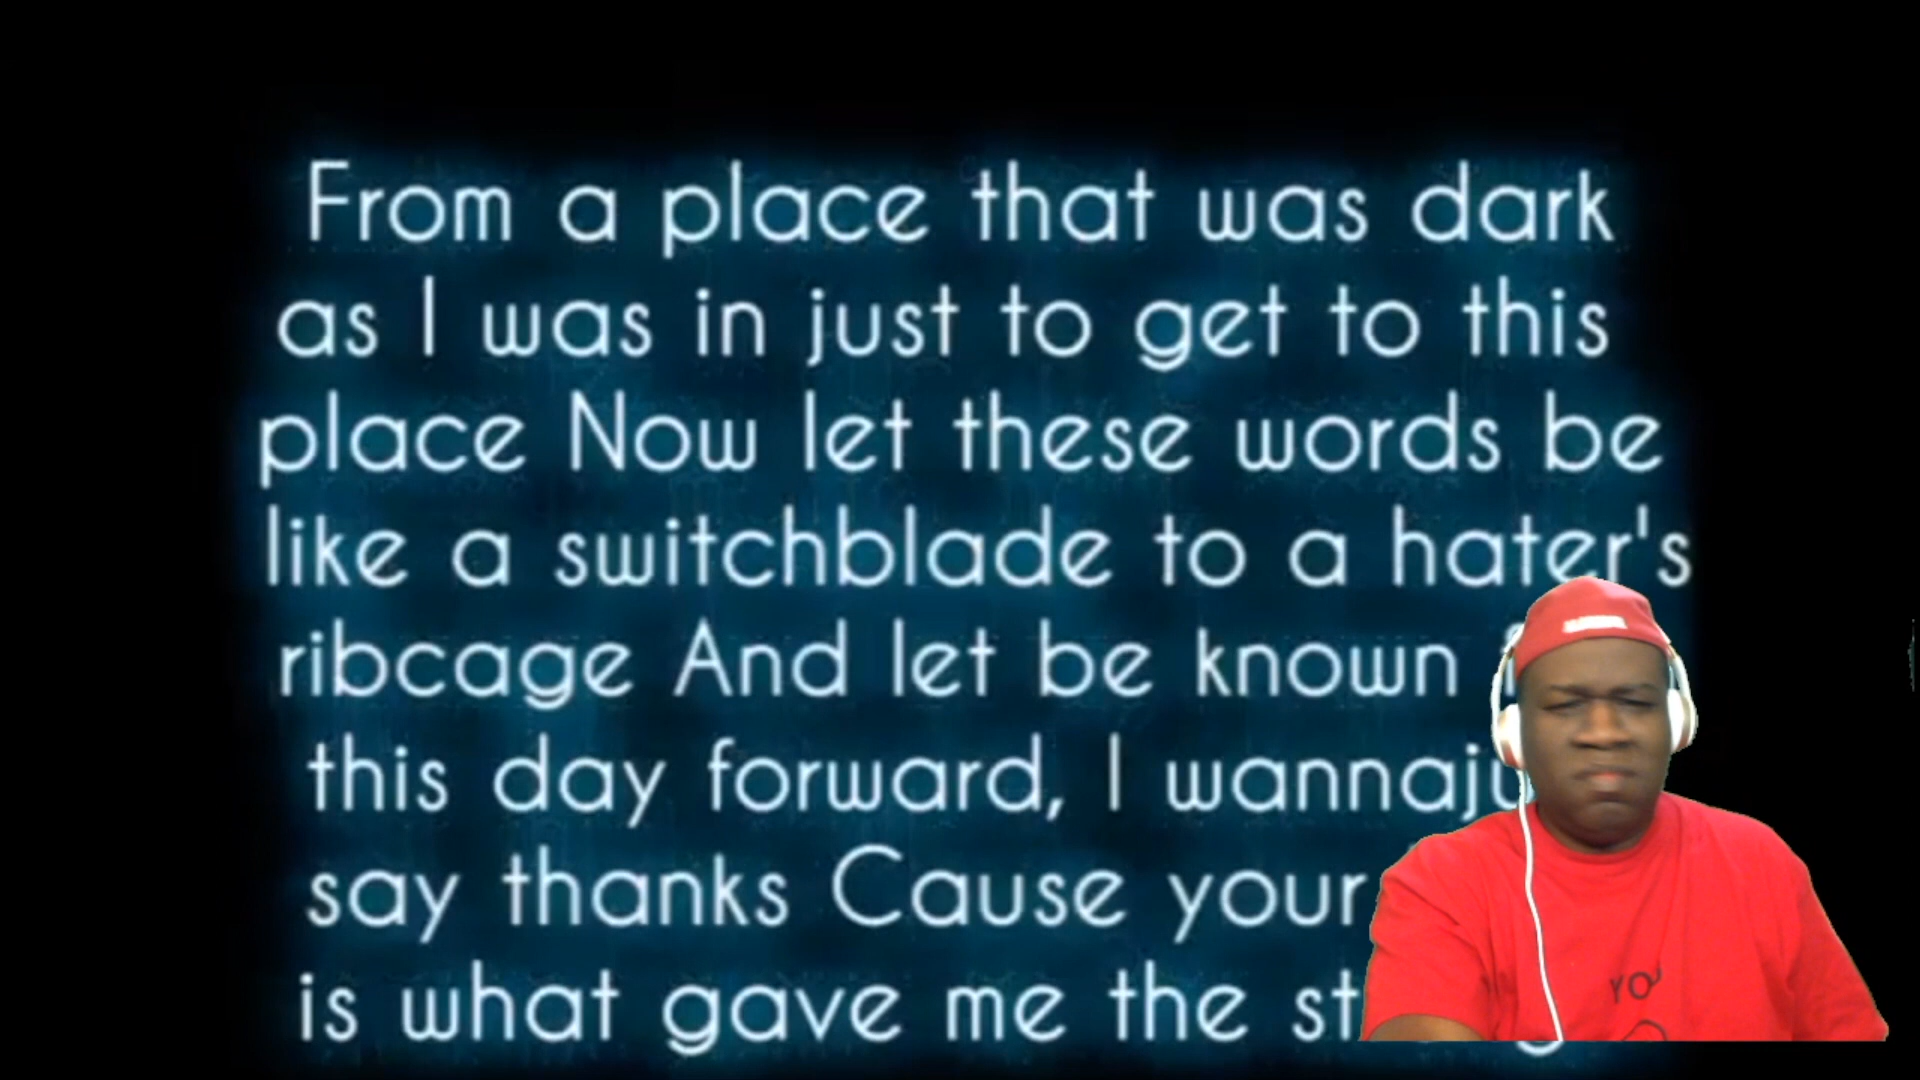 From a place that was dark
as I was in just to get to this
place Now let these words be
like a switchblade to a hater's
ribcage And let be known
this day forward, I
say thanks Cause your
is what gave me the
YO